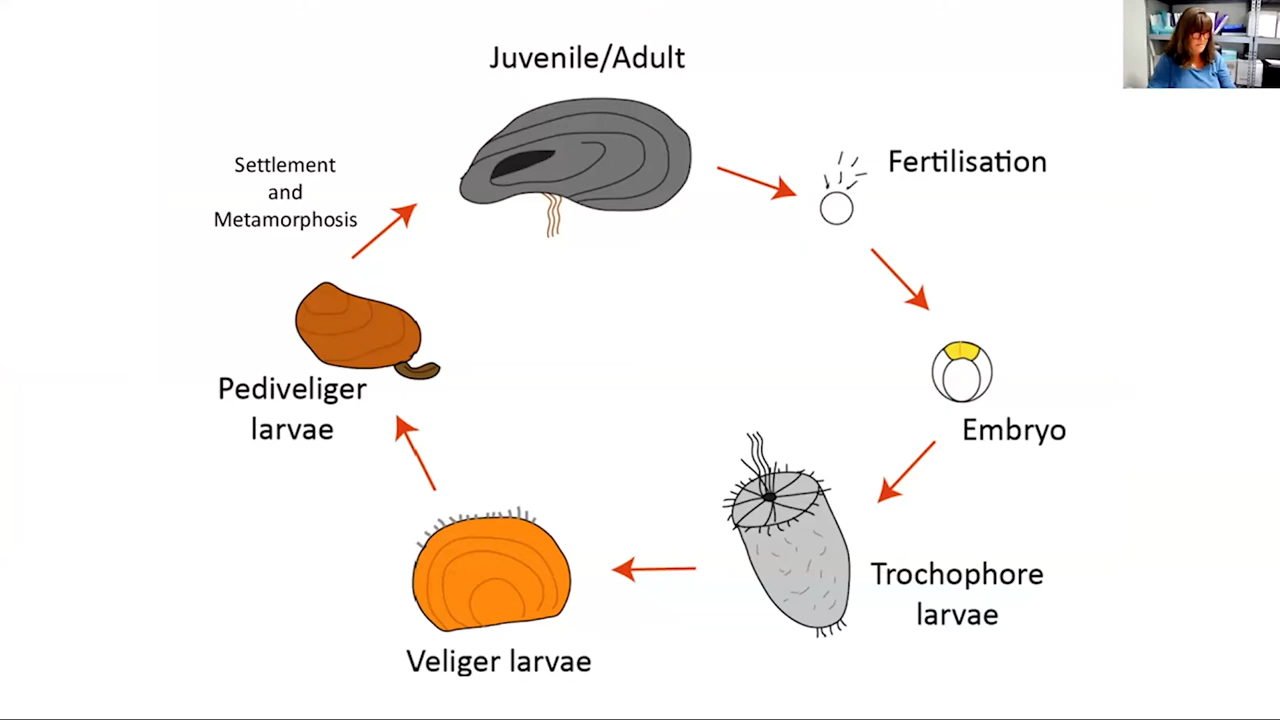 Juvenile/Adult
Fertilisation
Embryo
Trochophore
larvae
Veliger larvae
Pediveliger
larvae
Settlement
and
Metamorphosis